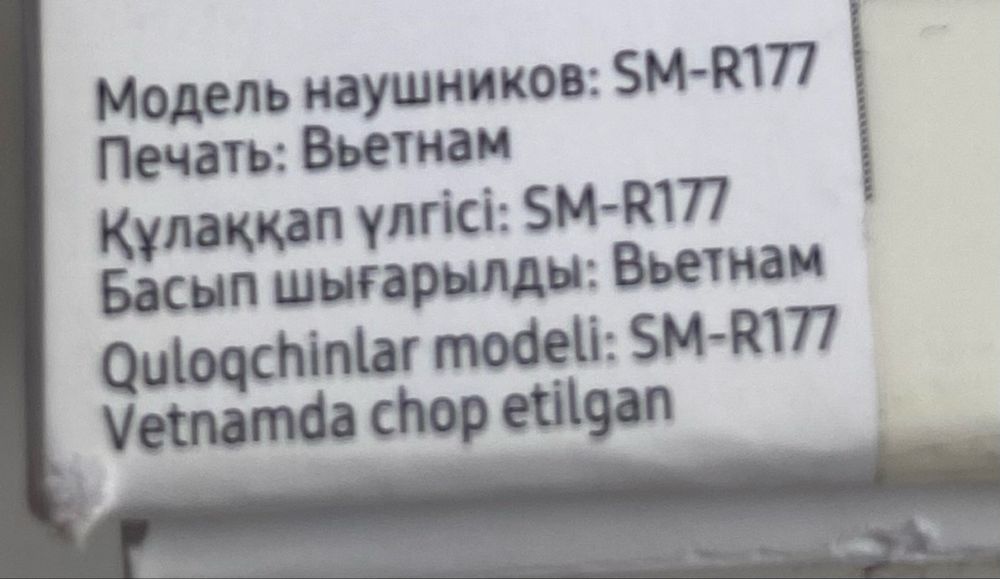 Модель наушников: SM-R177
Печать: Вьетнам
Құлаққап үлгісі: SM-R177
Басып шығарылды: Вьетнам
Quloqchinlar modeli: SM-R177
Vetnamda chop etilgan